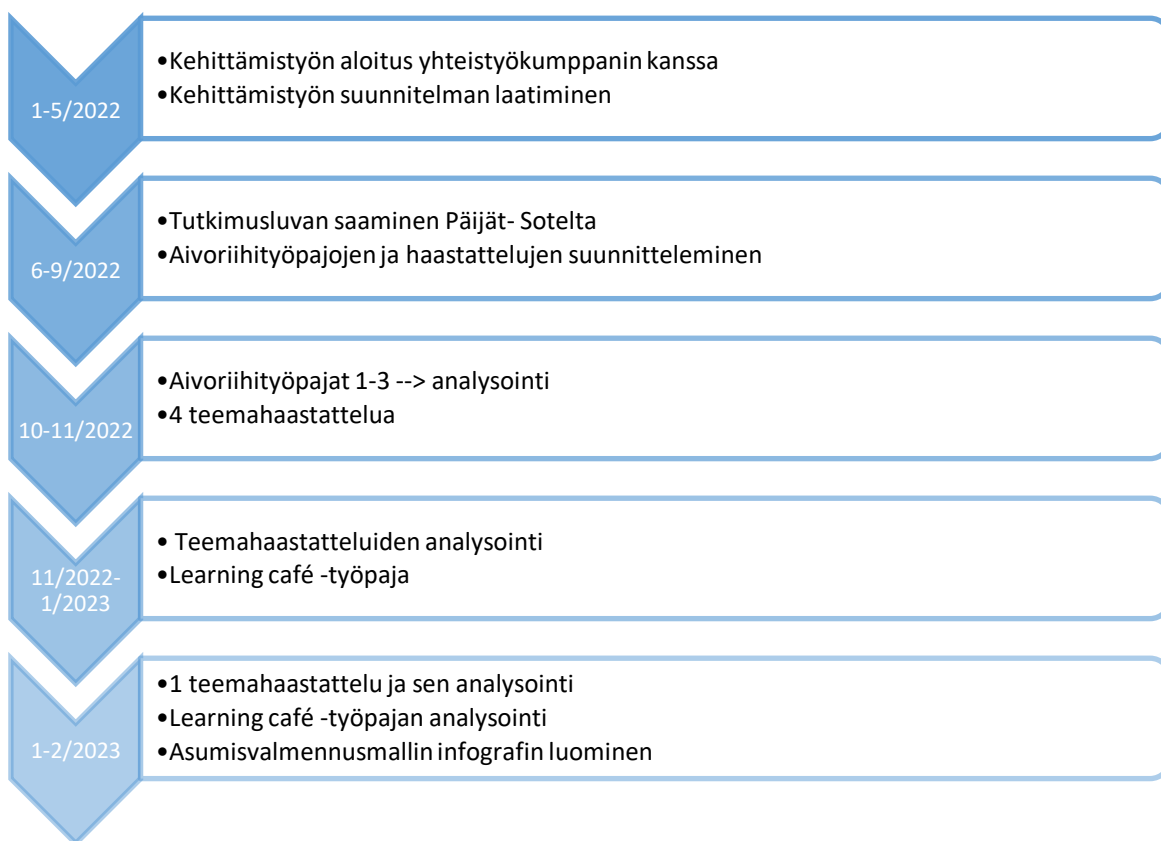 1-5/2022
•Kehittämistyön aloitus yhteistyökumppanin kanssa
•Kehittämistyön suunnitelman laatiminen
6-9/2022
•Tutkimusluvan saaminen Päijät- Sotelta
•Aivoriihityöpajojen ja haastattelujen suunnitteleminen
10-11/2022
•Aivoriihityöpajat 1-3 --> analysointi
•4 teemahaastattelua
11/2022-
1/2023
• Teemahaastatteluiden analysointi
•Learning café -työpaja
1-2/2023
•1 teemahaastattelu ja sen analysointi
•Learning café -työpajan analysointi
•Asumisvalmennusmallin infografin luominen